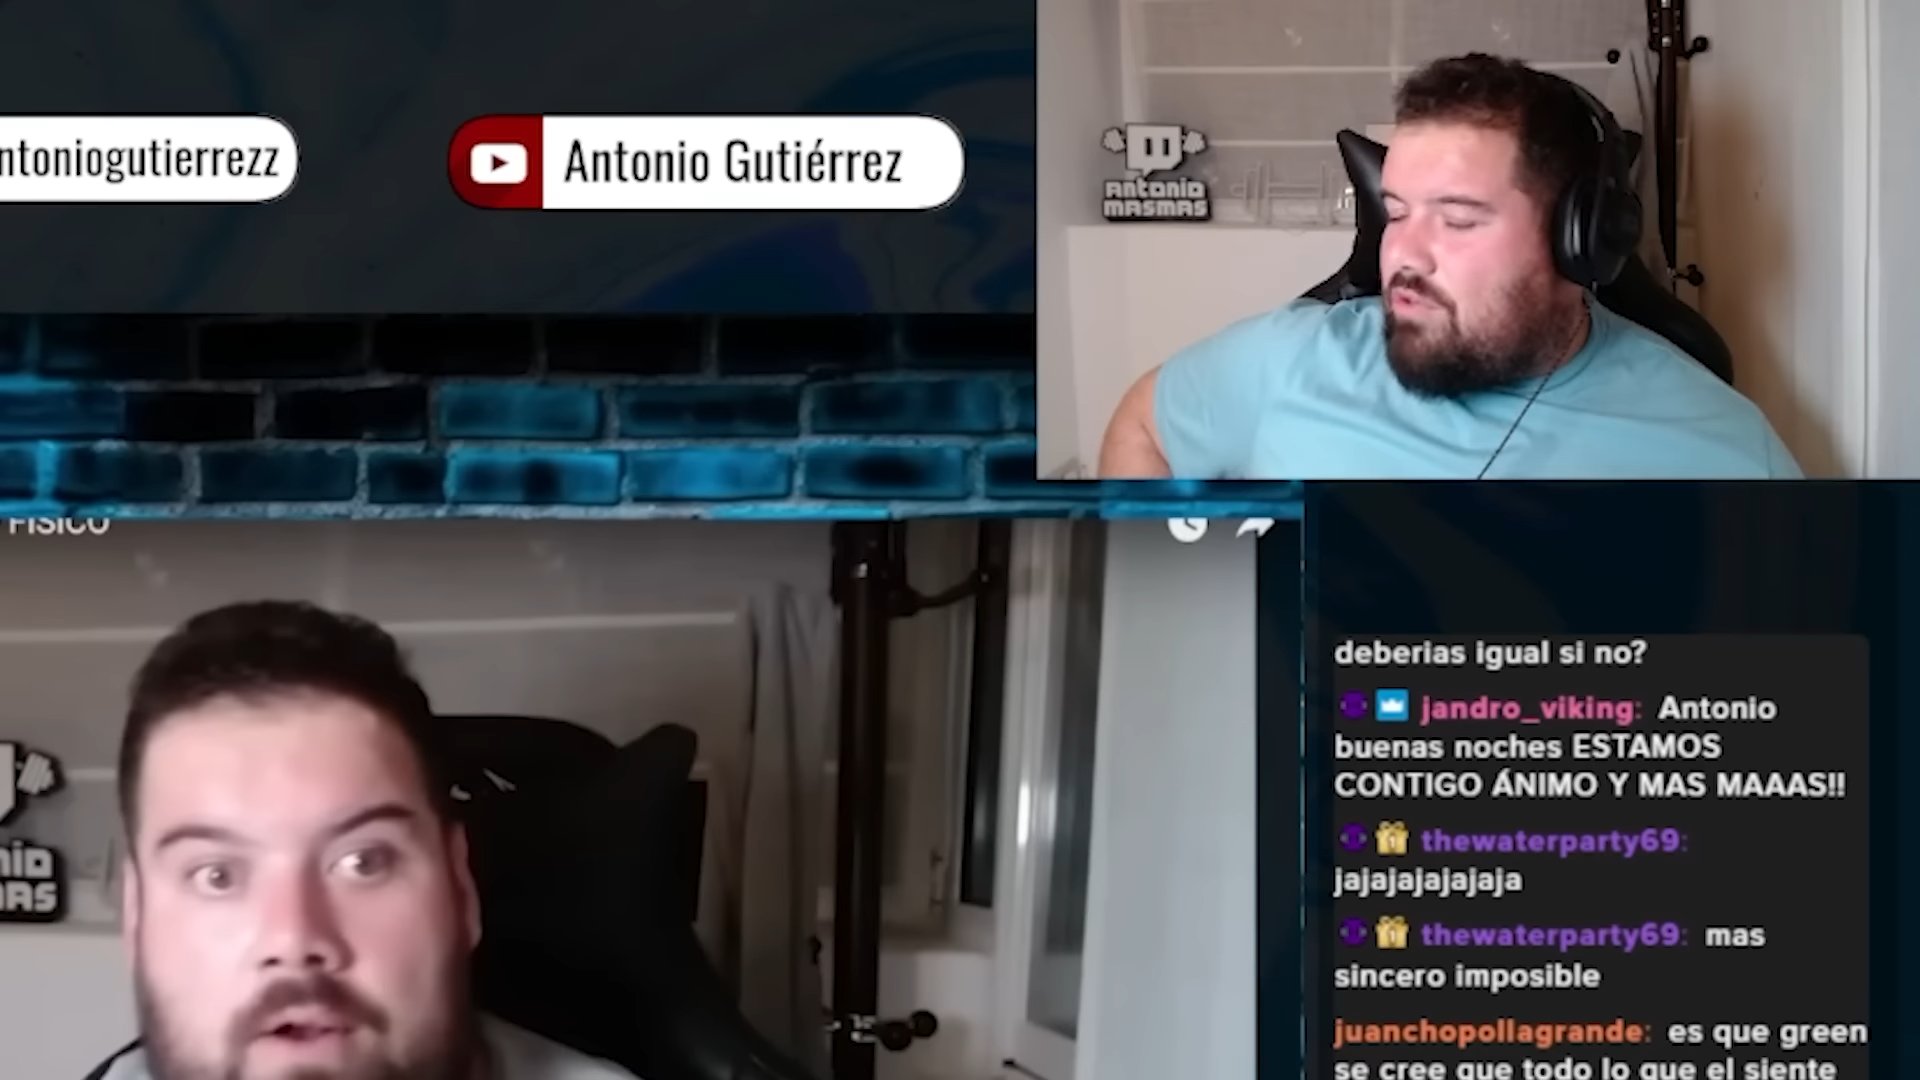 ntoniogutierrezz
Antonio Gutiérrez
antonio
masmas
FISICO
nio
mas
deberias igual si no?
jandro_viking: Antonio
buenas noches ESTAMOS
CONTIGO ÁNIMO Y MAS MAAAS!!
thewaterparty69:
jajajajajajaja
thewaterparty69: mas
sincero imposible
juanchopollagrande: es que green
se cree que todo lo que el siente